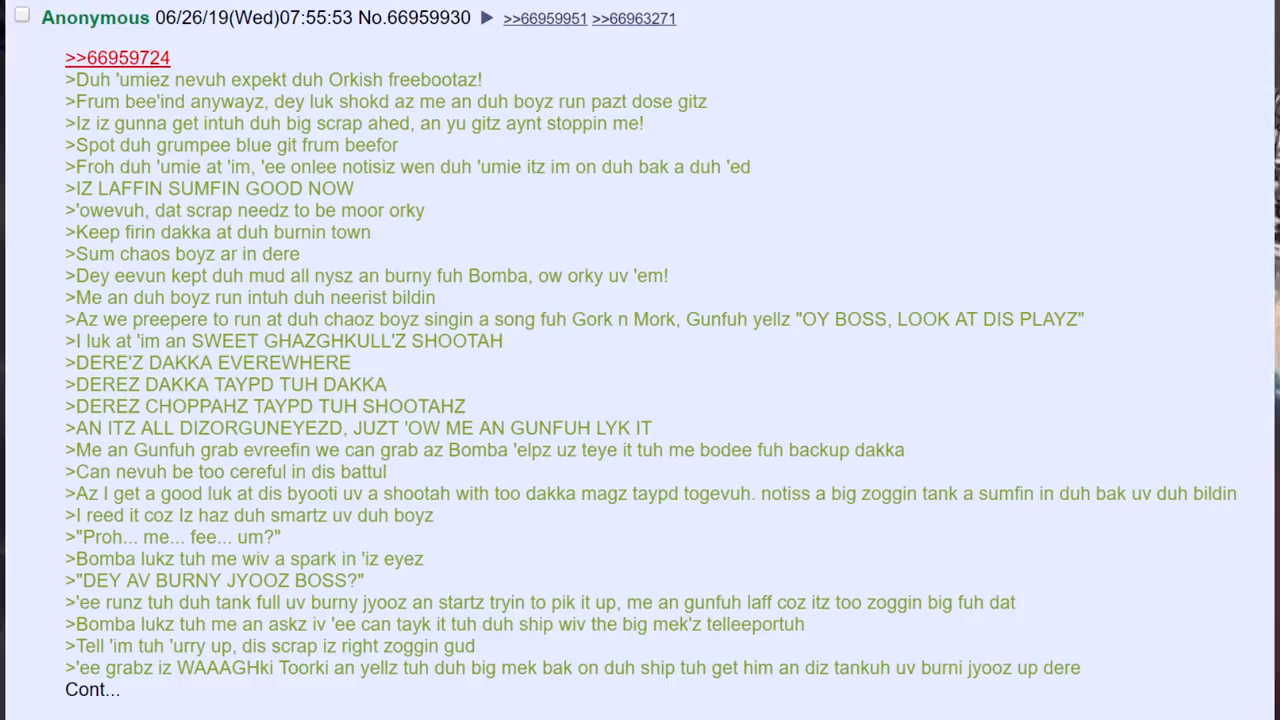 Anonymous 06/26/19(Wed)07:55:53 No.66959930 ▶ >>66959951 >>66963271
>>66959724
>Duh 'umiez nevuh expekt duh Orkish freebootaz!
>Frum bee'ind anywayz, dey luk shokd az me an duh boyz run pazt dose gitz
>Iz iz gunna get intuh duh big scrap ahed, an yu gitz aynt stoppin me!
>Spot duh grumpee blue git frum beefor
>Froh duh 'umie at 'im, 'ee onlee notisiz wen duh 'umie itz im on duh bak a duh 'ed
>IZ LAFFIN SUMFIN GOOD NOW
>'owevuh, dat scrap needz to be moor orky
>Keep firin dakka at duh burnin town
>Sum chaos boyz ar in dere
>Dey eevun kept duh mud all nysz an burny fuh Bomba, ow orky uv 'em!
>Me an duh boyz run intuh duh neerist bildin
>Az we preepere to run at duh chaoz boyz singin a song fuh Gork n Mork, Gunfuh yellz "OY BOSS, LOOK AT DIS PLAYZ"
>I luk at 'im an SWEET GHAZGHKULL'Z SHOOTAH
>DERE'Z DAKKA EVEREWHERE
>DEREZ DAKKA TAYPD TUH DAKKA
>DEREZ CHOPPAHZ TAYPD TUH SHOOTAHZ
>AN ITZ ALL DIZORGUNEYEZD, JUZT 'OW ME AN GUNFUH LYK IT
>Me an Gunfuh grab evreefin we can grab az Bomba 'elpz uz teye it tuh me bodee fuh backup dakka
>Can nevuh be too cereful in dis battul
>Az I get a good luk at dis byooti uv a shootah with too dakka magz taypd togevuh. notiss a big zoggin tank a sumfin in duh bak uv duh bildin
>I reed it coz Iz haz duh smartz uv duh boyz
>"Proh... me... fee... um?"
>Bomba lukz tuh me wiv a spark in 'iz eyez
>"DEY AV BURNY JYOOZ BOSS?"
>'ee runz tuh duh tank full uv burny jyooz an startz tryin to pik it up, me an gunfuh laff coz itz too zoggin big fuh dat
>Bomba lukz tuh me an askz iv 'ee can tayk it tuh duh ship wiv the big mek'z telleeportuh
>Tell 'im tuh 'urry up, dis scrap iz right zoggin gud
>'ee grabz iz WAAAGHki Toorki an yellz tuh duh big mek bak on duh ship tuh get him an diz tankuh uv burni jyooz up dere
Cont...